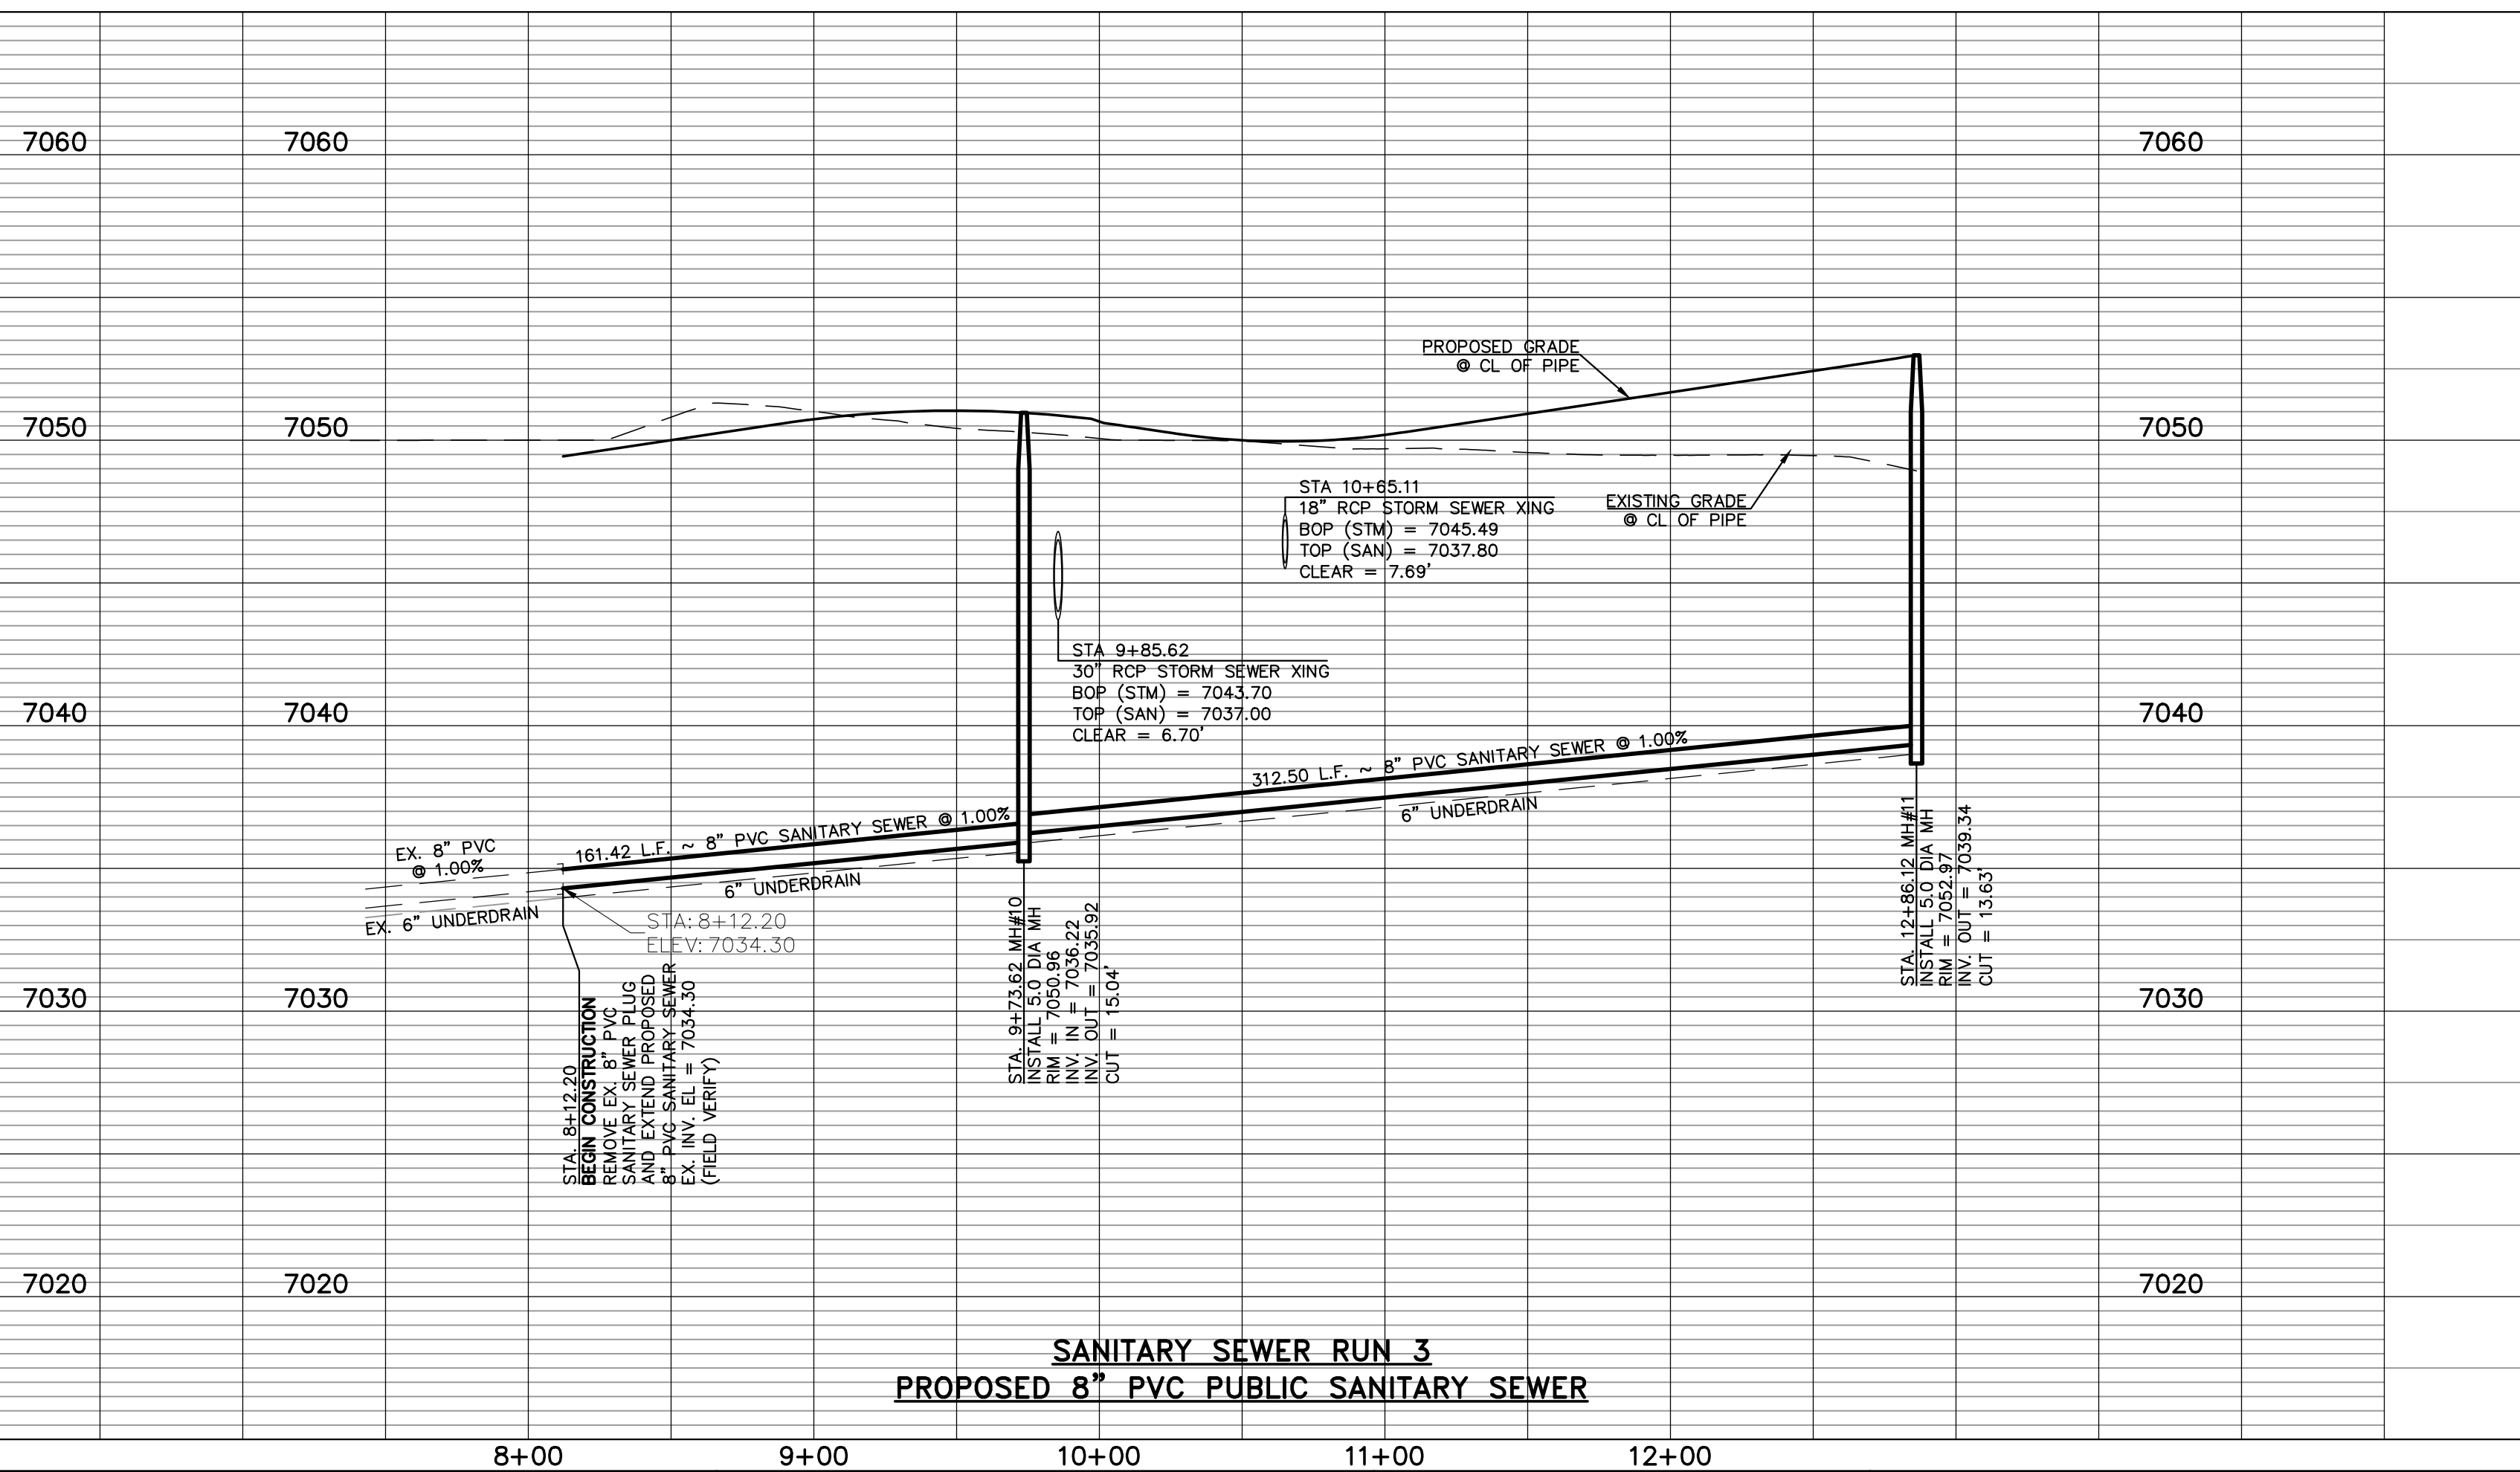 7060 7060 7060
PROPOSED GRADE
@ CL OF PIPE
7050 7050 7050
STA 10+65.11
18" RCP STORM SEWER XING
BOP (STM) = 7045.49
TOP (SAN) = 7037.80
CLEAR = 7.69'
EXISTING GRADE
@ CL OF PIPE
STA 9+85.62
30" RCP STORM SEWER XING
BOP (STM) = 7043.70
TOP (SAN) = 7037.00
CLEAR = 6.70'
7040 7040 7040
312.50 L.F. ~ 8" PVC SANITARY SEWER @ 1.00%
6" UNDERDRAIN
161.42 L.F. ~ 8" PVC SANITARY SEWER @ 1.00%
6" UNDERDRAIN
EX. 8" PVC
@ 1.00%
EX. 6" UNDERDRAIN
STA: 8+12.20
ELEV: 7034.30
STA. 8+12.20
BEGIN CONSTRUCTION
REMOVE EX. 8" PVC
SANITARY SEWER PLUG
AND EXTEND PROPOSED
8" PVC SANITARY SEWER
EX. INV. EL = 7034.30
(FIELD VERIFY)
STA. 9+73.62 MH#10
INSTALL 5.0 DIA MH
RIM = 7050.96
INV. IN = 7036.22
INV. OUT = 7035.92
CUT = 15.04'
STA. 12+86.12 MH#11
INSTALL 5.0 DIA MH
RIM = 7052.97
INV. OUT = 7039.34
CUT = 13.63'
7030 7030 7030
7020 7020 7020
SANITARY SEWER RUN 3
PROPOSED 8" PVC PUBLIC SANITARY SEWER
8+00 9+00 10+00 11+00 12+00